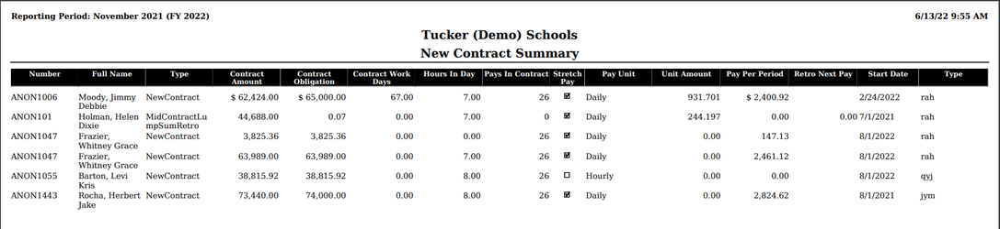 Reporting Period: November 2021 (FY 2022) 6/13/22 9:55 AM
Tucker (Demo) Schools
New Contract Summary
Number Full Name Type Contract Contract Contract Work Hours In Day Pays In Contract Stretch Pay Unit Unit Amount Pay Per Period Retro Next Pay Start Date Type
Amount Obligation Days Pay
ANON1006 Moody, Jimmy NewContract $ 62,424.00 $ 65,000.00 67.00 7.00 26 Daily 931.701 $ 2,400.92 2/24/2022 rah
Debbie
ANON101 Holman, Helen MidContractLu 44,688.00 0.07 0.00 7.00 0 Daily 244.197 0.00 0.00 7/1/2021 rah
Dixie mpSumRetro
ANON1047 Frazier, NewContract 3,825.36 3,825.36 0.00 0.00 26 Daily 0.00 147.13 8/1/2022 rah
Whitney Grace
ANON1047 Frazier, NewContract 63,989.00 63,989.00 0.00 7.00 26 Daily 0.00 2,461.12 8/1/2022 rah
Whitney Grace
ANON1055 Barton, Levi NewContract 38,815.92 38,815.92 0.00 8.00 26 Hourly 0.00 0.00 8/1/2022 qyj
Kris
ANON1443 Rocha, Herbert NewContract 73,440.00 74,000.00 0.00 8.00 26 Daily 0.00 2,824.62 8/1/2021 jym
Jake